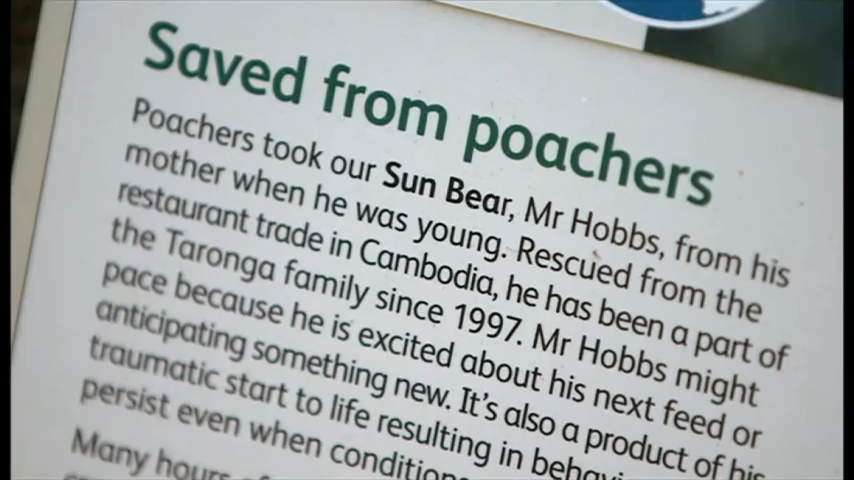 Saved from poachers
Poachers took our Sun Bear, Mr Hobbs, from his
mother when he was young. Rescued from the
restaurant trade in Cambodia, he has been a part of
the Taronga family since 1997. Mr Hobbs might
pace because he is excited about his next feed or
anticipating something new. It's also a product of his
traumatic start to life resulting in
persist even when
Many hours